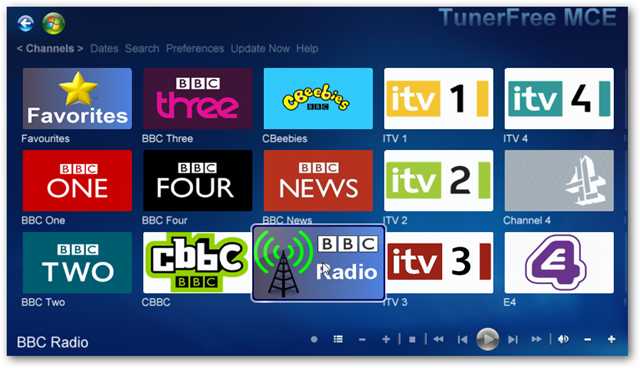 TunerFree MCE
< Channels > Dates Search Preferences Update Now Help
Favorites
BBC
three
CBeebies
BBC
itv 1
itv 4
Favourites
BBC Three
CBeebies
ITV 1
ITV 4
BBC
ONE
BBC
FOUR
BBC
NEWS
itv 2
4
BBC One
BBC Four
BBC News
ITV 2
Channel 4
BBC
TWO
cbbc
BBC
BBC
Radio
itv 3
4
BBC Two
CBBC
ITV 3
E4
BBC Radio